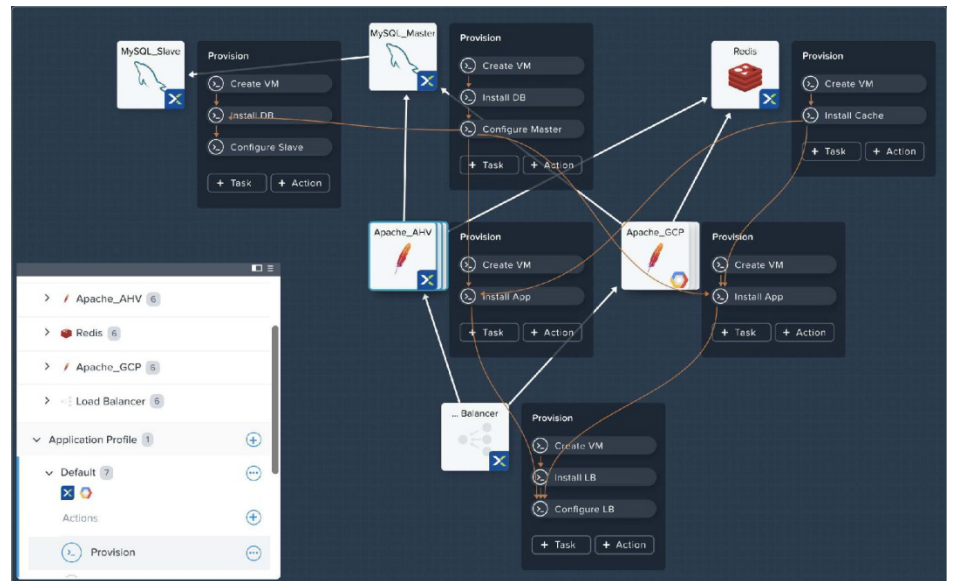 MySQL_Slave
Provision
Create VM
Install DB
Configure Slave
+ Task
+ Action
MySQL_Master
Provision
Create VM
Install DB
Configure Master
+ Task
+ Action
Redis
Provision
Create VM
Install Cache
+ Task
+ Action
Apache_AHV
Provision
Create VM
Install App
+ Task
+ Action
Apache_GCP
Provision
Create VM
Install App
+ Task
+ Action
... Balancer
Provision
Create VM
Install LB
Configure LB
+ Task
+ Action
Apache_AHV 6
Redis 6
Apache_GCP 6
Load Balancer 6
Application Profile 1
Default 7
Actions
Provision